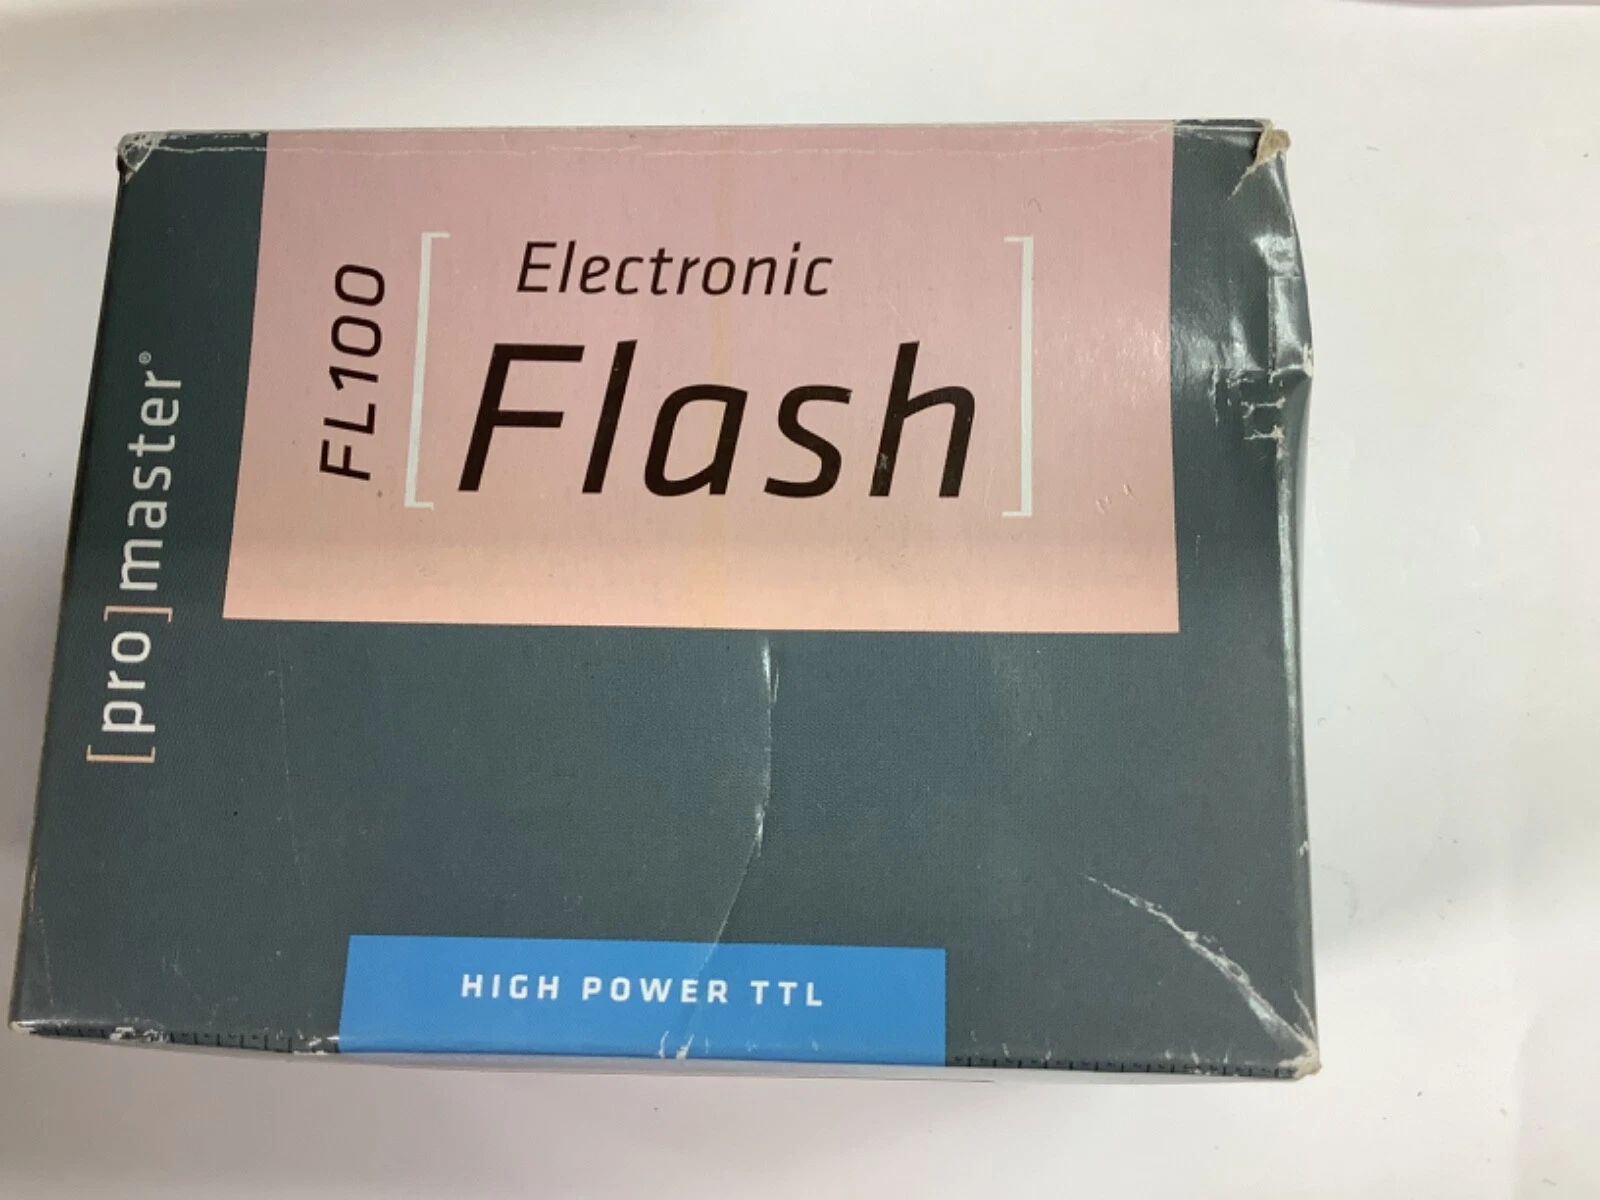 [pro]master®
FL100
[Electronic
Flash]
HIGH POWER TTL